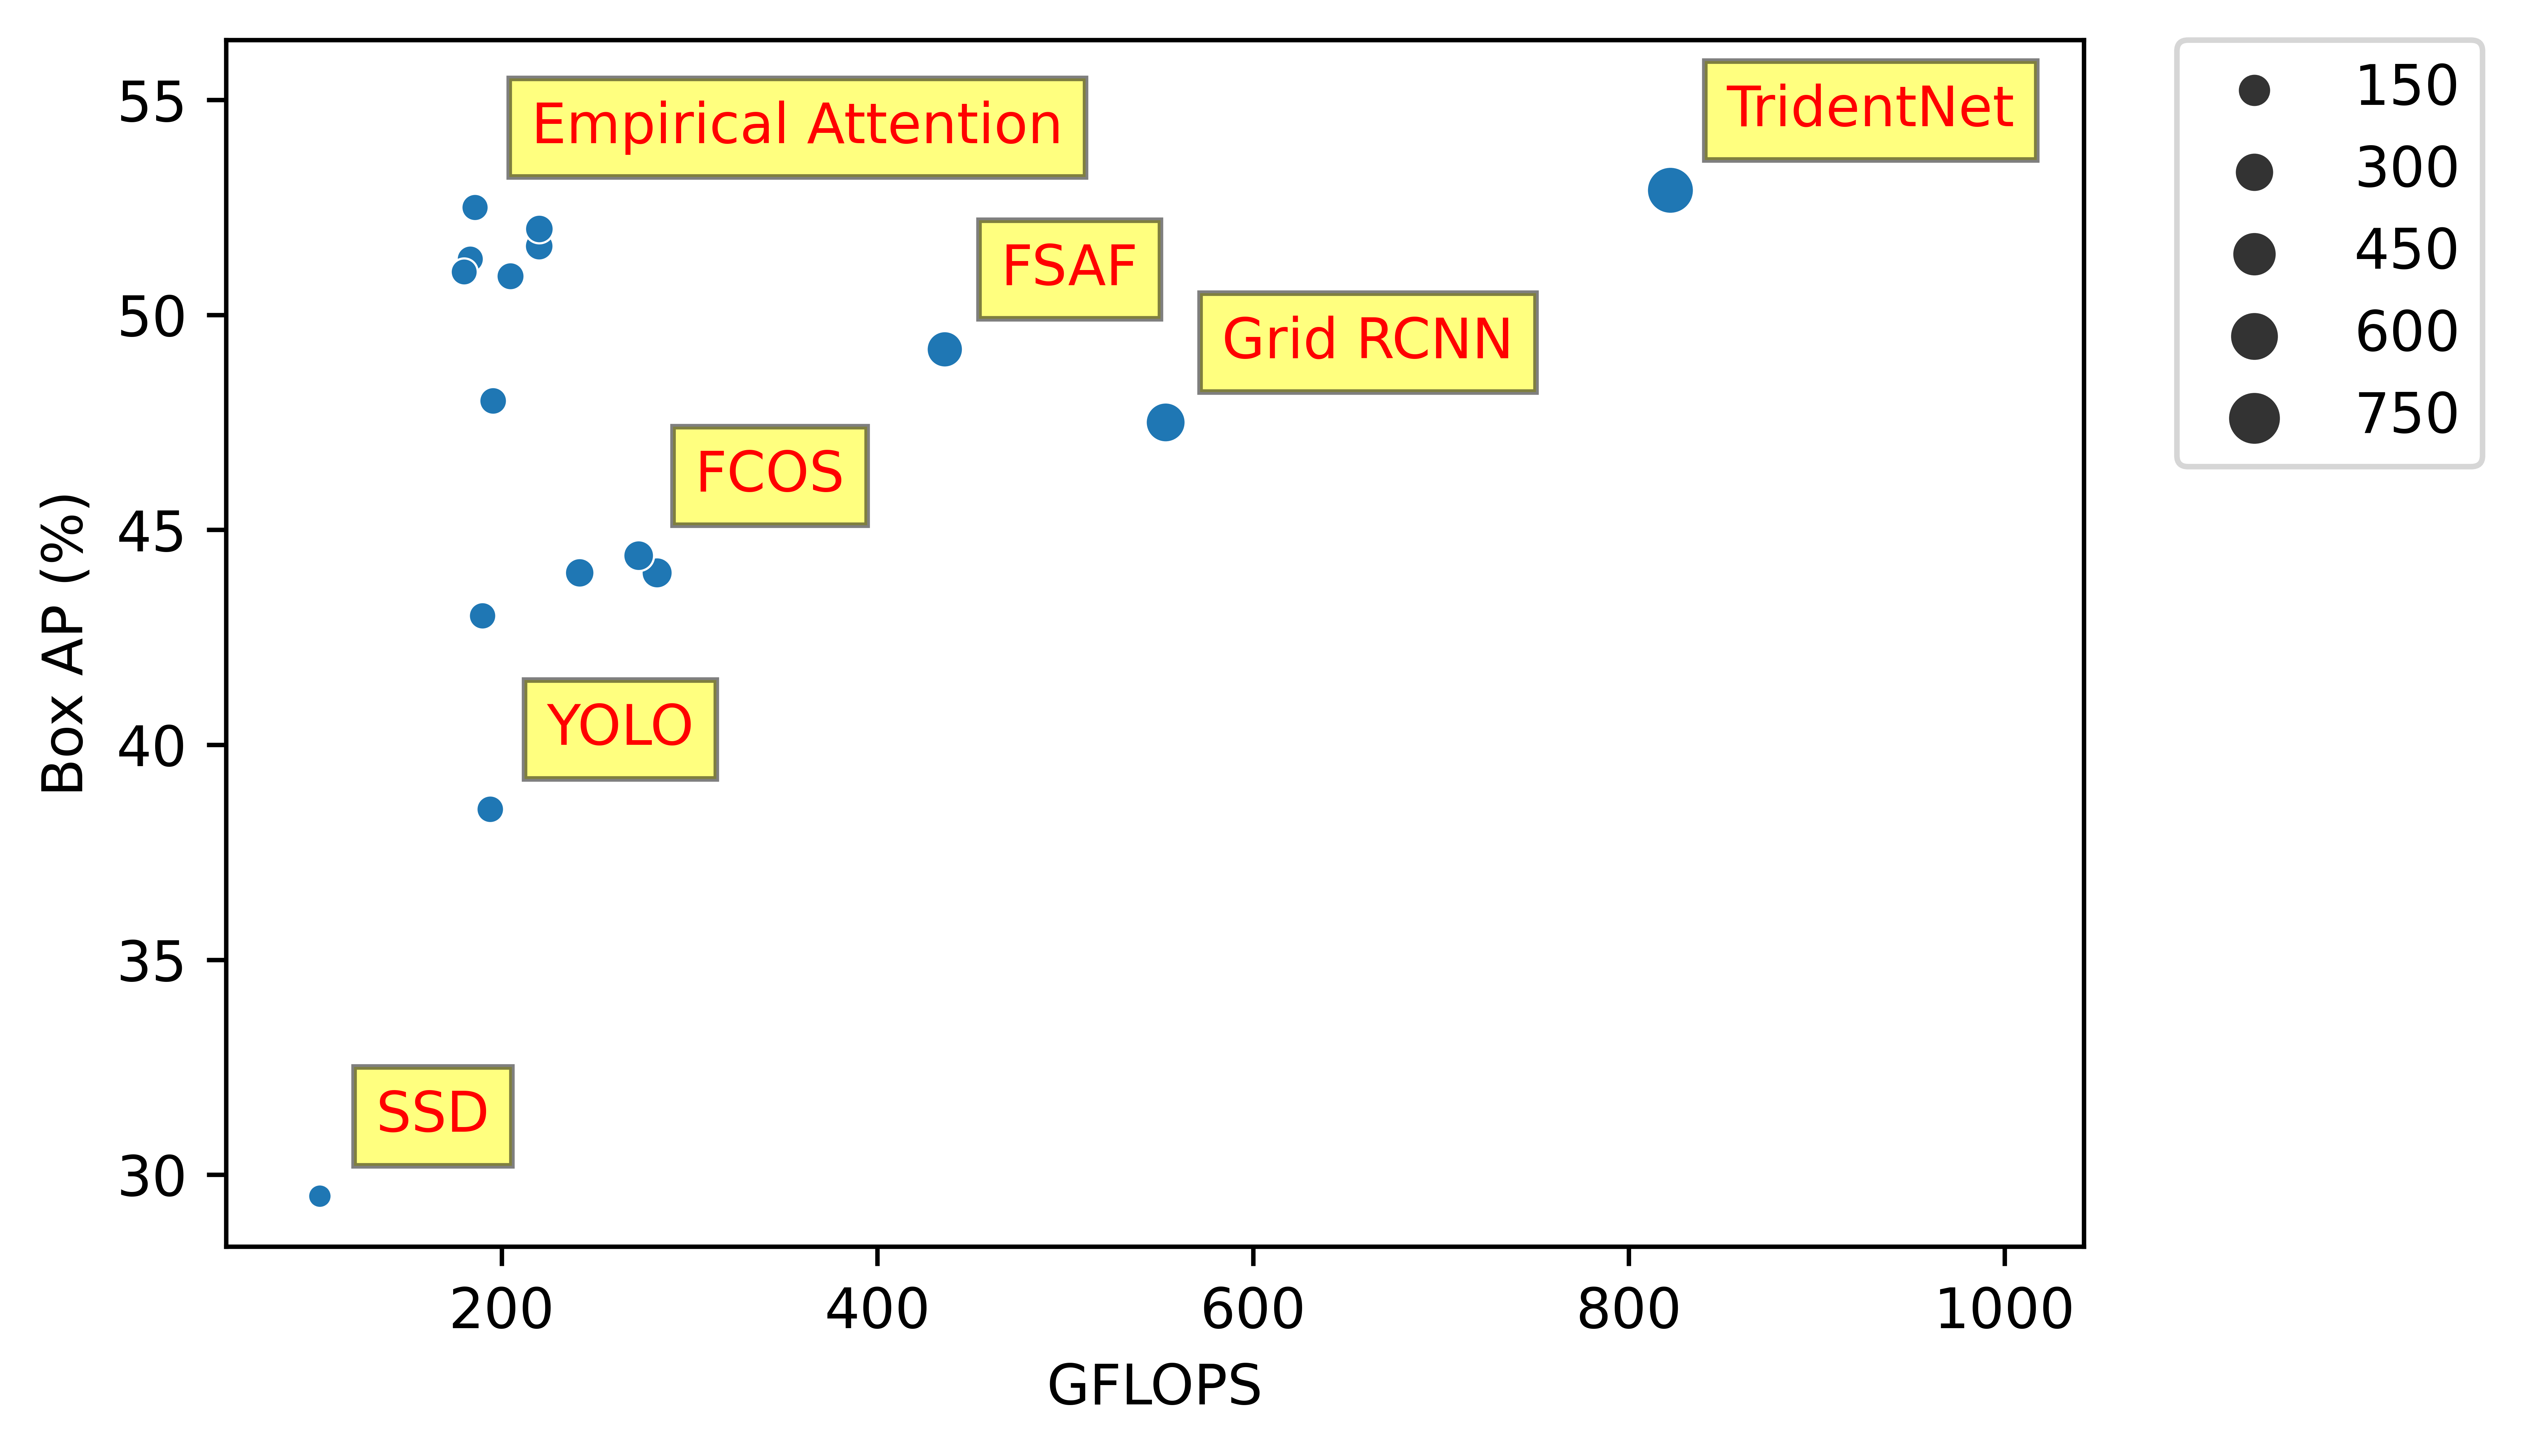 55
50
45
40
35
30
Box AP (%)
Empirical Attention
TridentNet
FSAF
Grid RCNN
FCOS
YOLO
SSD
200
400
600
800
1000
GFLOPS
150
300
450
600
750